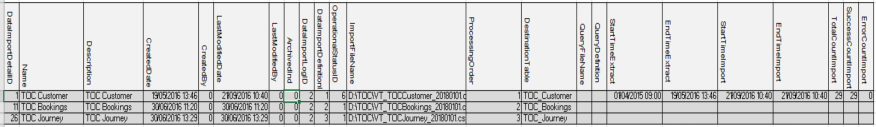 DataImportDetailID Name Description CreatedDate CreatedBy LastModifiedDate LastModifiedBy ArchivedInd DataImportLogID DataImportDefinitionI OperationalStatusID ImportFileName ProcessingOrder DestinationTable QueryFileName QueryDefinition StartTimeExtract EndTimeExtract StartTimeImport EndTimeImport TotalCountImport SuccessCountImport ErrorCountImport
1 TOC Customer TOC Customer 19/05/2016 13:46 0 21/09/2016 10:40 0 0 2 1 6 D:\TOC\VT_TOCCustomer_20180101.c 1 TOC_Customer 01/04/2015 09:00 19/05/2016 13:46 21/09/2016 10:40 21/09/2016 10:40 29 29 0
11 TOC Bookings TOC Bookings 30/06/2016 11:20 0 30/06/2016 11:20 0 0 2 2 1 D:\TOC\VT_TOCBookings_20180101.c 2 TOC_Bookings
26 TOC Journey TOC Journey 30/06/2016 13:29 0 30/06/2016 13:29 0 0 2 3 1 D:\TOC\VT_TOCJourney_20180101.cs 3 TOC_Journey